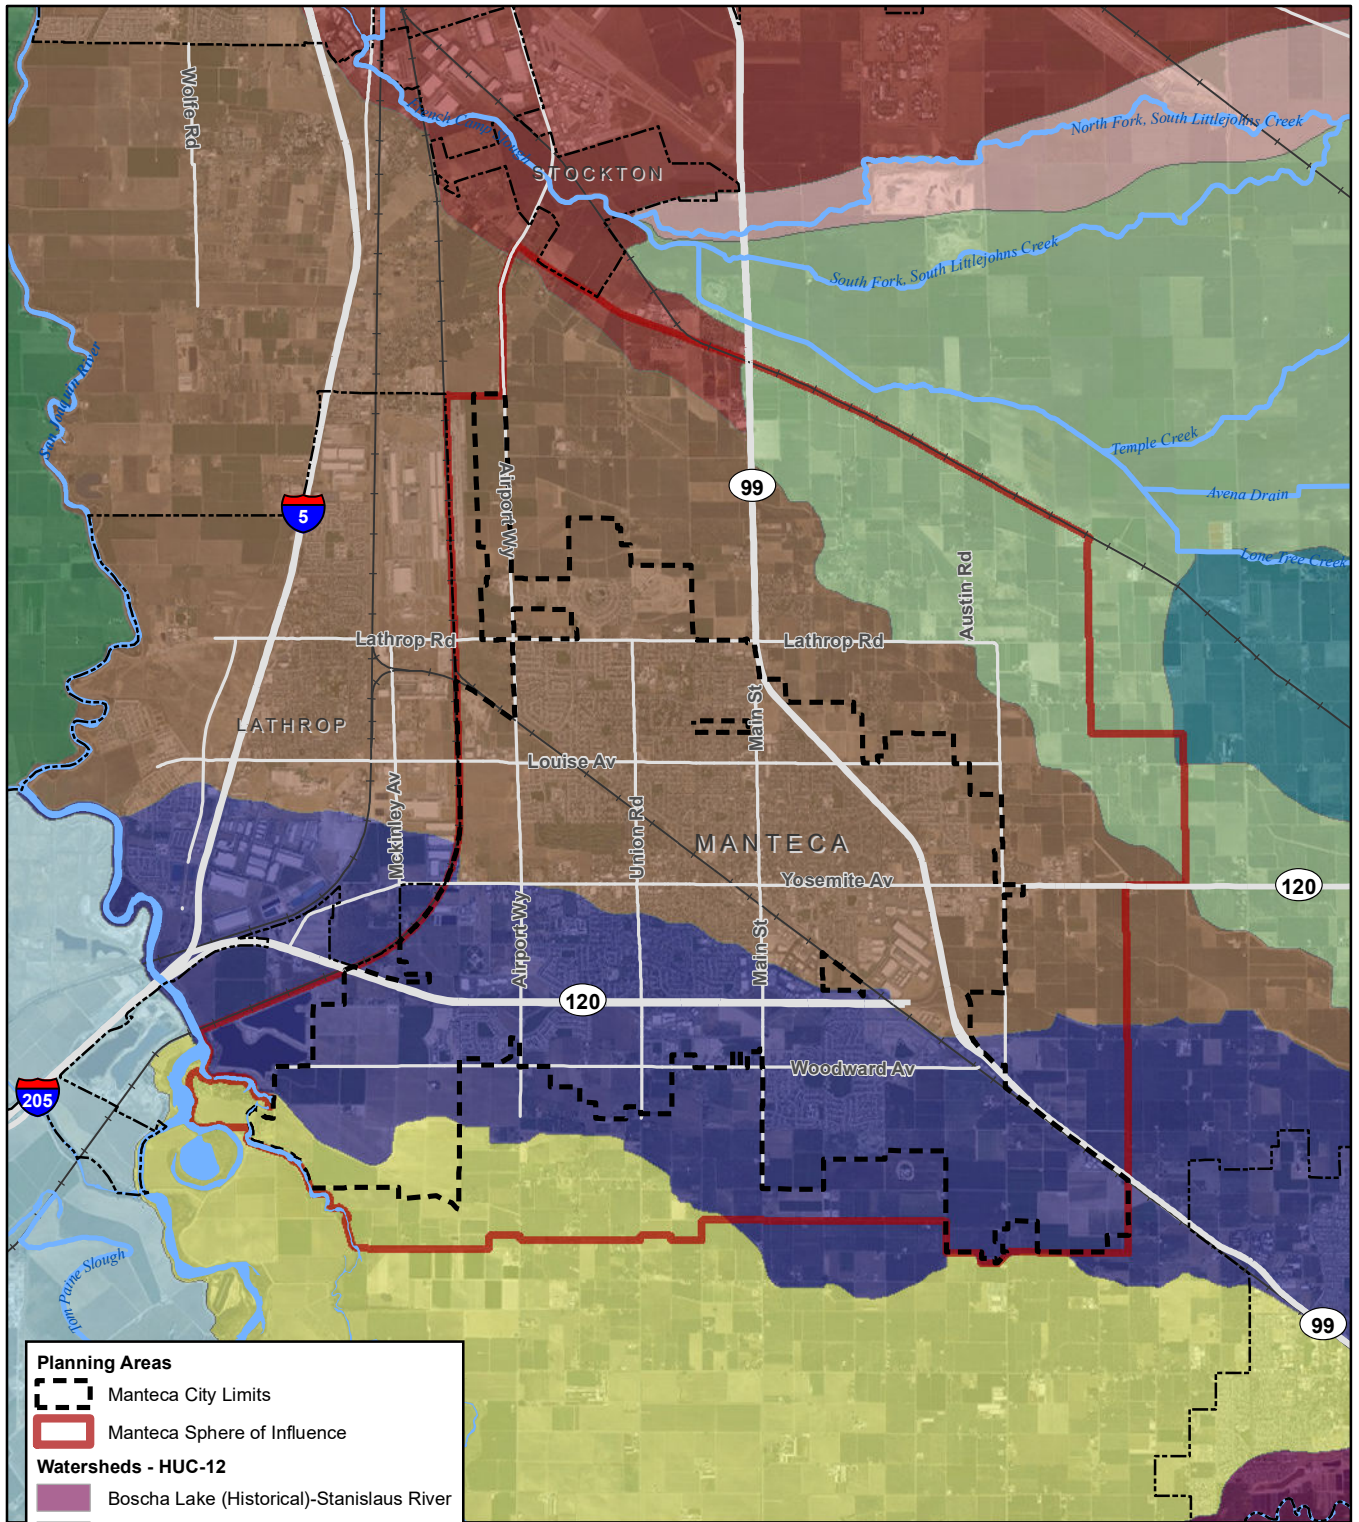 Wolfe Rd
French Camp Slough
STOCKTON
North Fork, South Littlejohns Creek
South Fork, South Littlejohns Creek
San Joaquin River
Temple Creek
99
Airport Wy
Avena Drain
5
Lone Tree Creek
Austin Rd
Lathrop Rd
Lathrop Rd
LATHROP
Main St
Louise Av
Mckinley Av
Union Rd
MANTECA
Yosemite Av
120
Airport Wy
Main St
120
Woodward Av
205
Tom Paine Slough
99
Planning Areas
Manteca City Limits
Manteca Sphere of Influence
Watersheds - HUC-12
Boscha Lake (Historical)-Stanislaus River